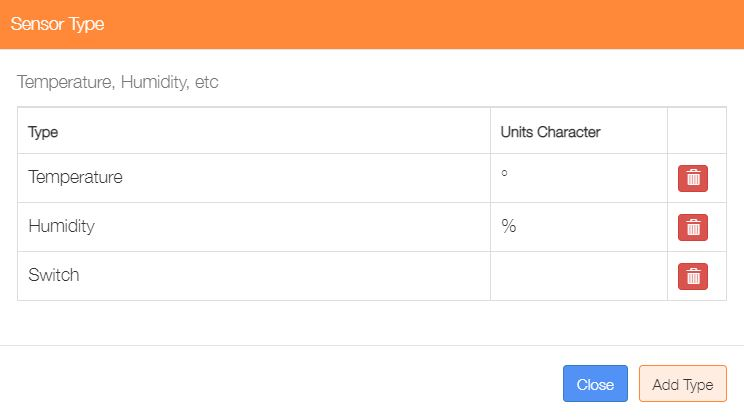 Sensor Type
Temperature, Humidity, etc
Type Units Character
Temperature °
Humidity %
Switch
Close Add Type